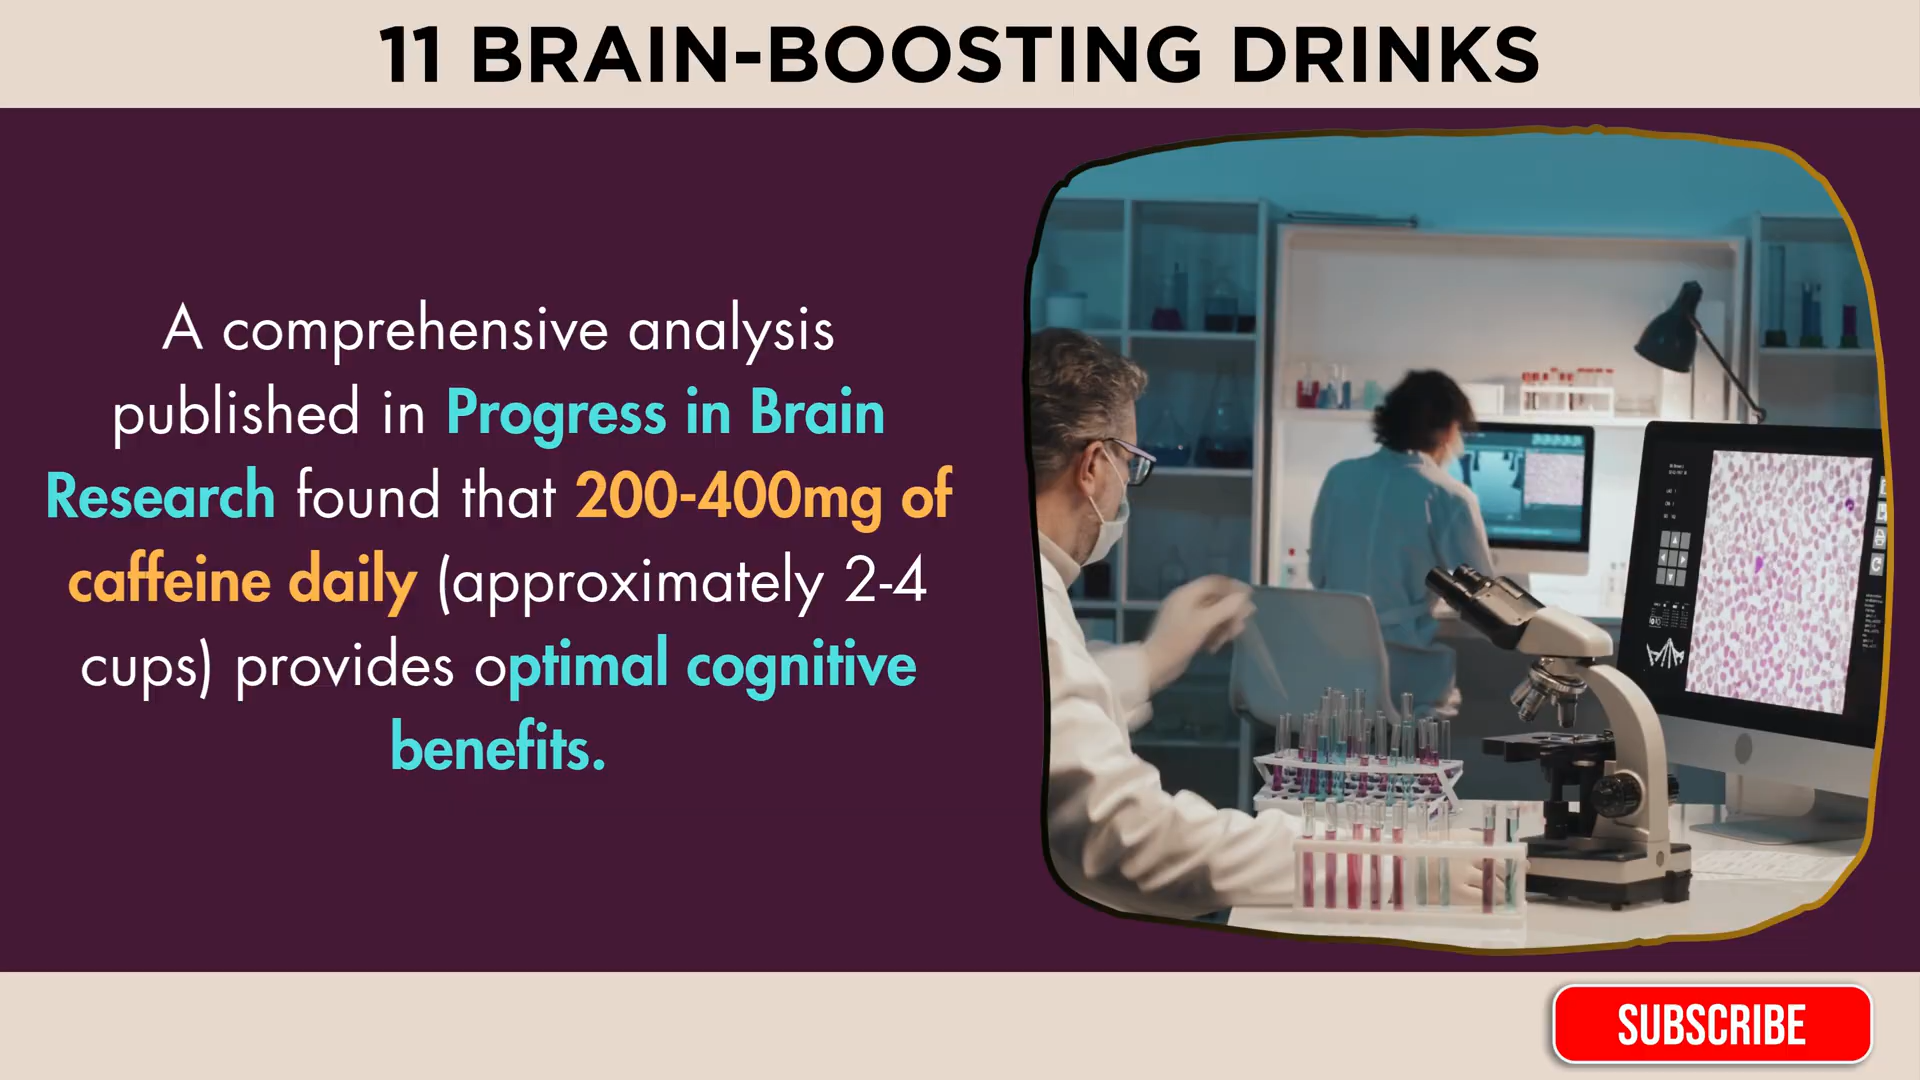 11 BRAIN-BOOSTING DRINKS
A comprehensive analysis
published in Progress in Brain
Research found that 200-400mg of
caffeine daily (approximately 2-4
cups) provides optimal cognitive
benefits.
SUBSCRIBE